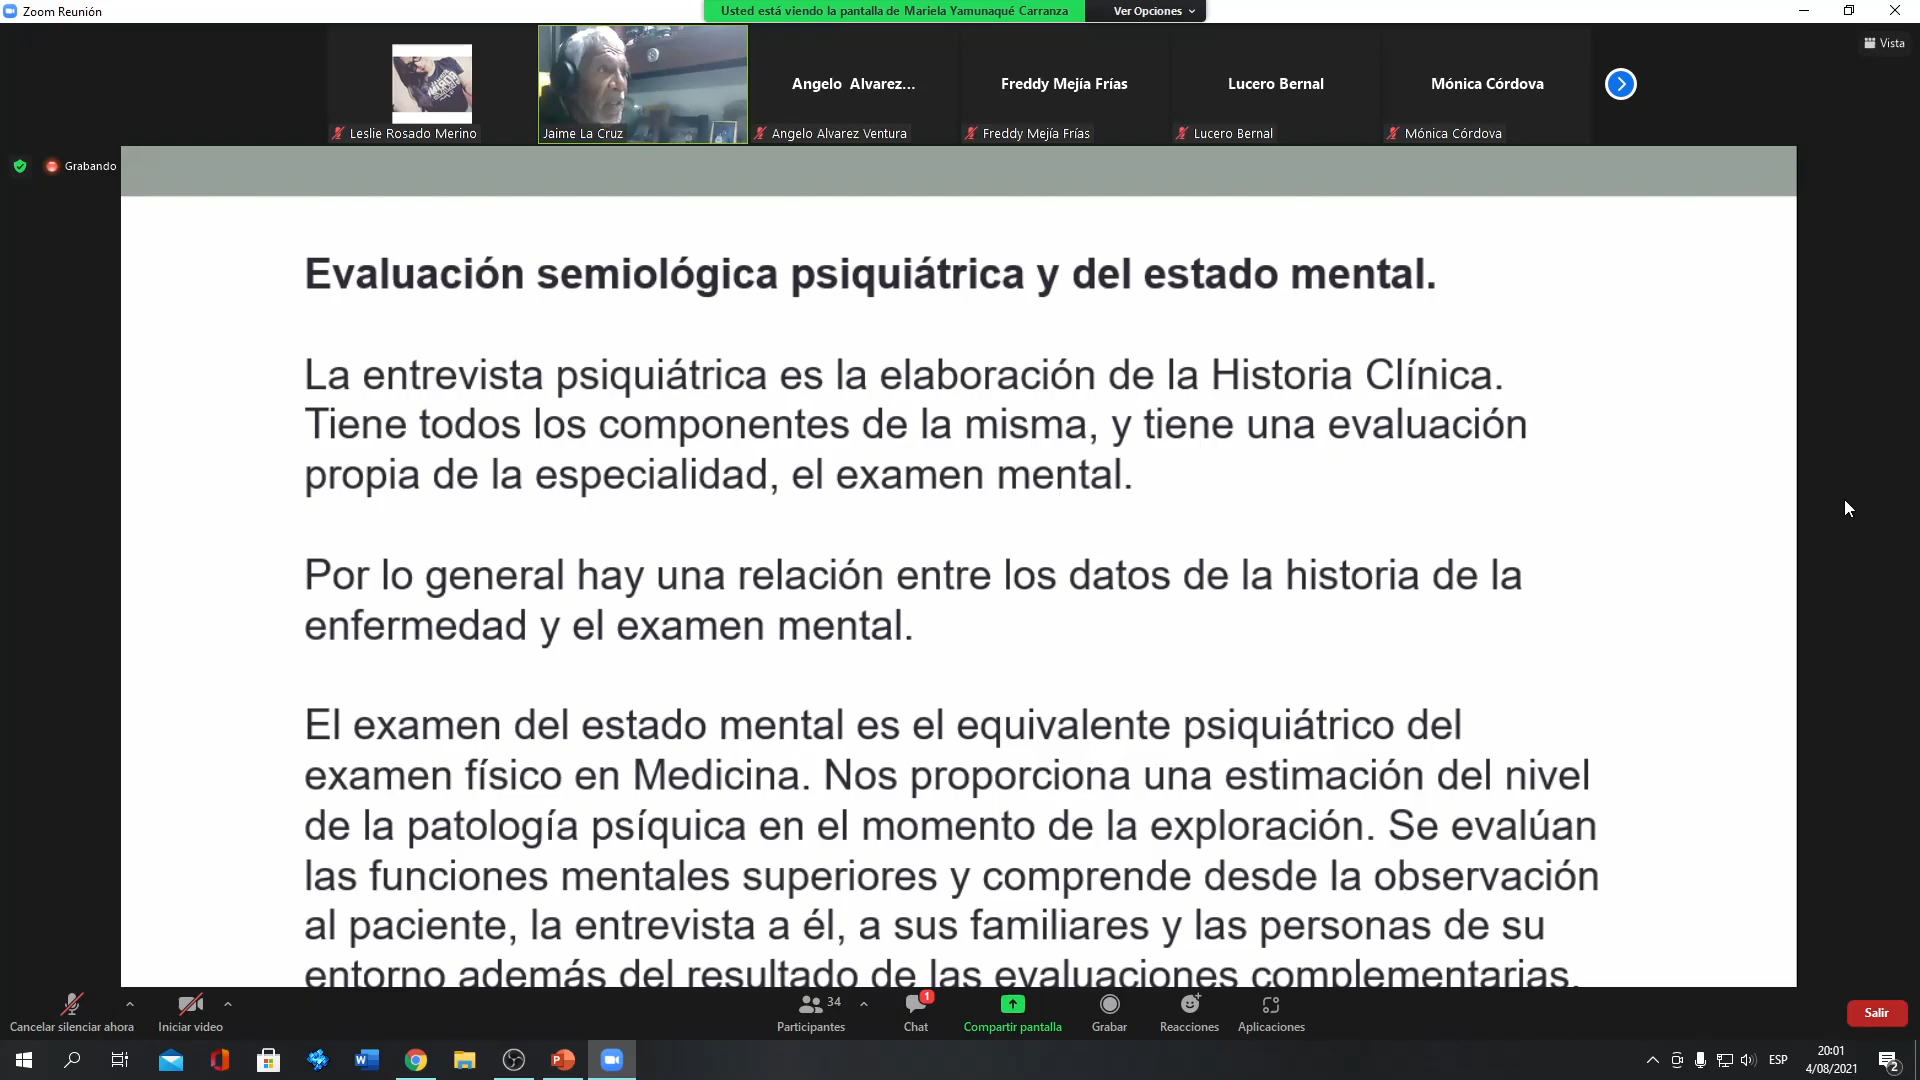 Zoom Reunión
Usted está viendo la pantalla de Mariela Yamunaqué Carranza
Ver Opciones
Vista
Angelo Alvarez...
Freddy Mejía Frías
Lucero Bernal
Mónica Córdova
Leslie Rosado Merino
Jaime La Cruz
Angelo Alvarez Ventura
Freddy Mejía Frías
Lucero Bernal
Mónica Córdova
Grabando
Evaluación semiológica psiquiátrica y del estado mental.
La entrevista psiquiátrica es la elaboración de la Historia Clínica.
Tiene todos los componentes de la misma, y tiene una evaluación
propia de la especialidad, el examen mental.
Por lo general hay una relación entre los datos de la historia de la
enfermedad y el examen mental.
El examen del estado mental es el equivalente psiquiátrico del
examen físico en Medicina. Nos proporciona una estimación del nivel
de la patología psíquica en el momento de la exploración. Se evalúan
las funciones mentales superiores y comprende desde la observación
al paciente, la entrevista a él, a sus familiares y las personas de su
entorno además del resultado de las evaluaciones complementarias.
34
1
Cancelar silenciar ahora
Iniciar video
Participantes
Chat
Compartir pantalla
Grabar
Reacciones
Aplicaciones
Salir
ESP
20:01
4/08/2021
2